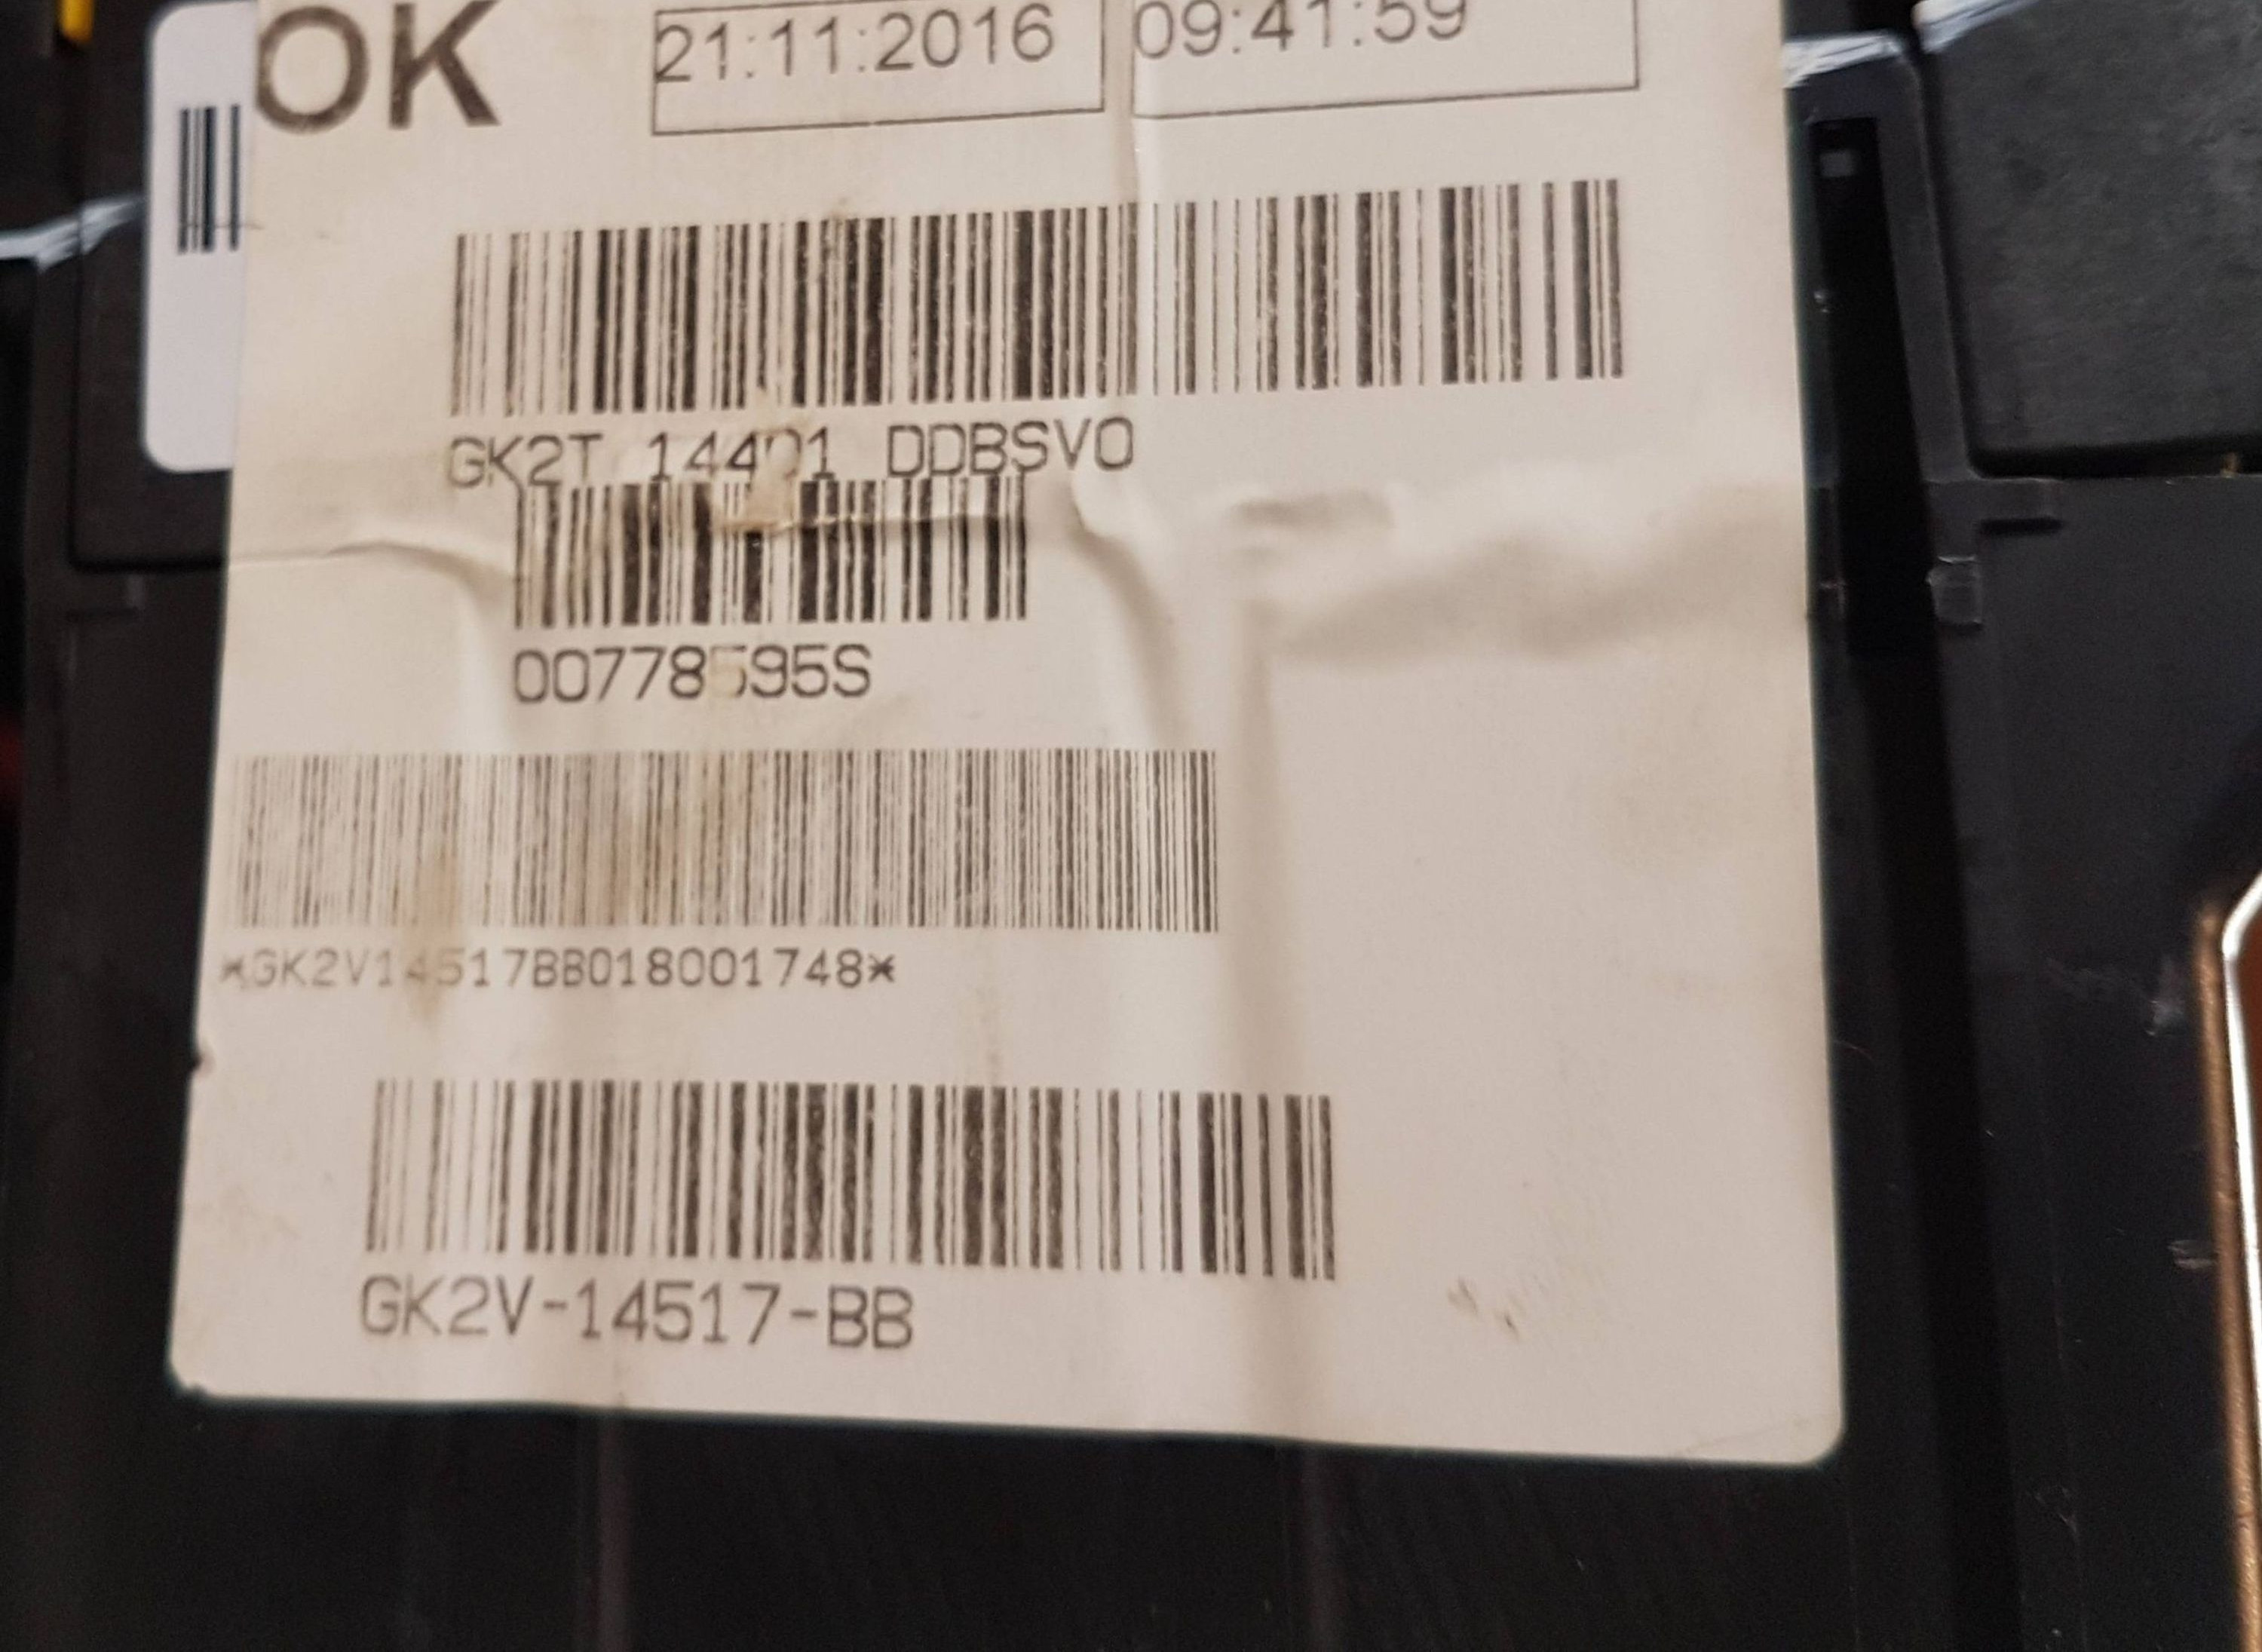 OK 21:11:2016 09:41:59
GK2T 14401 DDBSVO
00778595S
*GK2V14517BB018001748*
GK2V-14517-BB